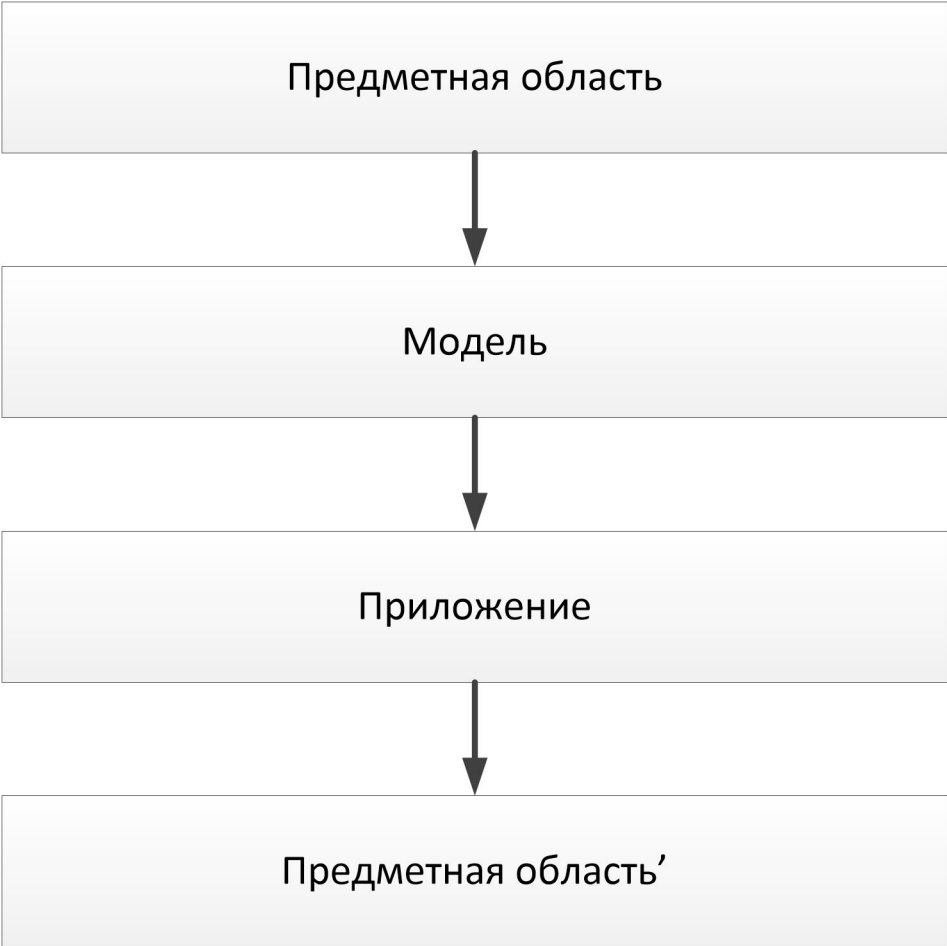 Предметная область
Модель
Приложение
Предметная область’